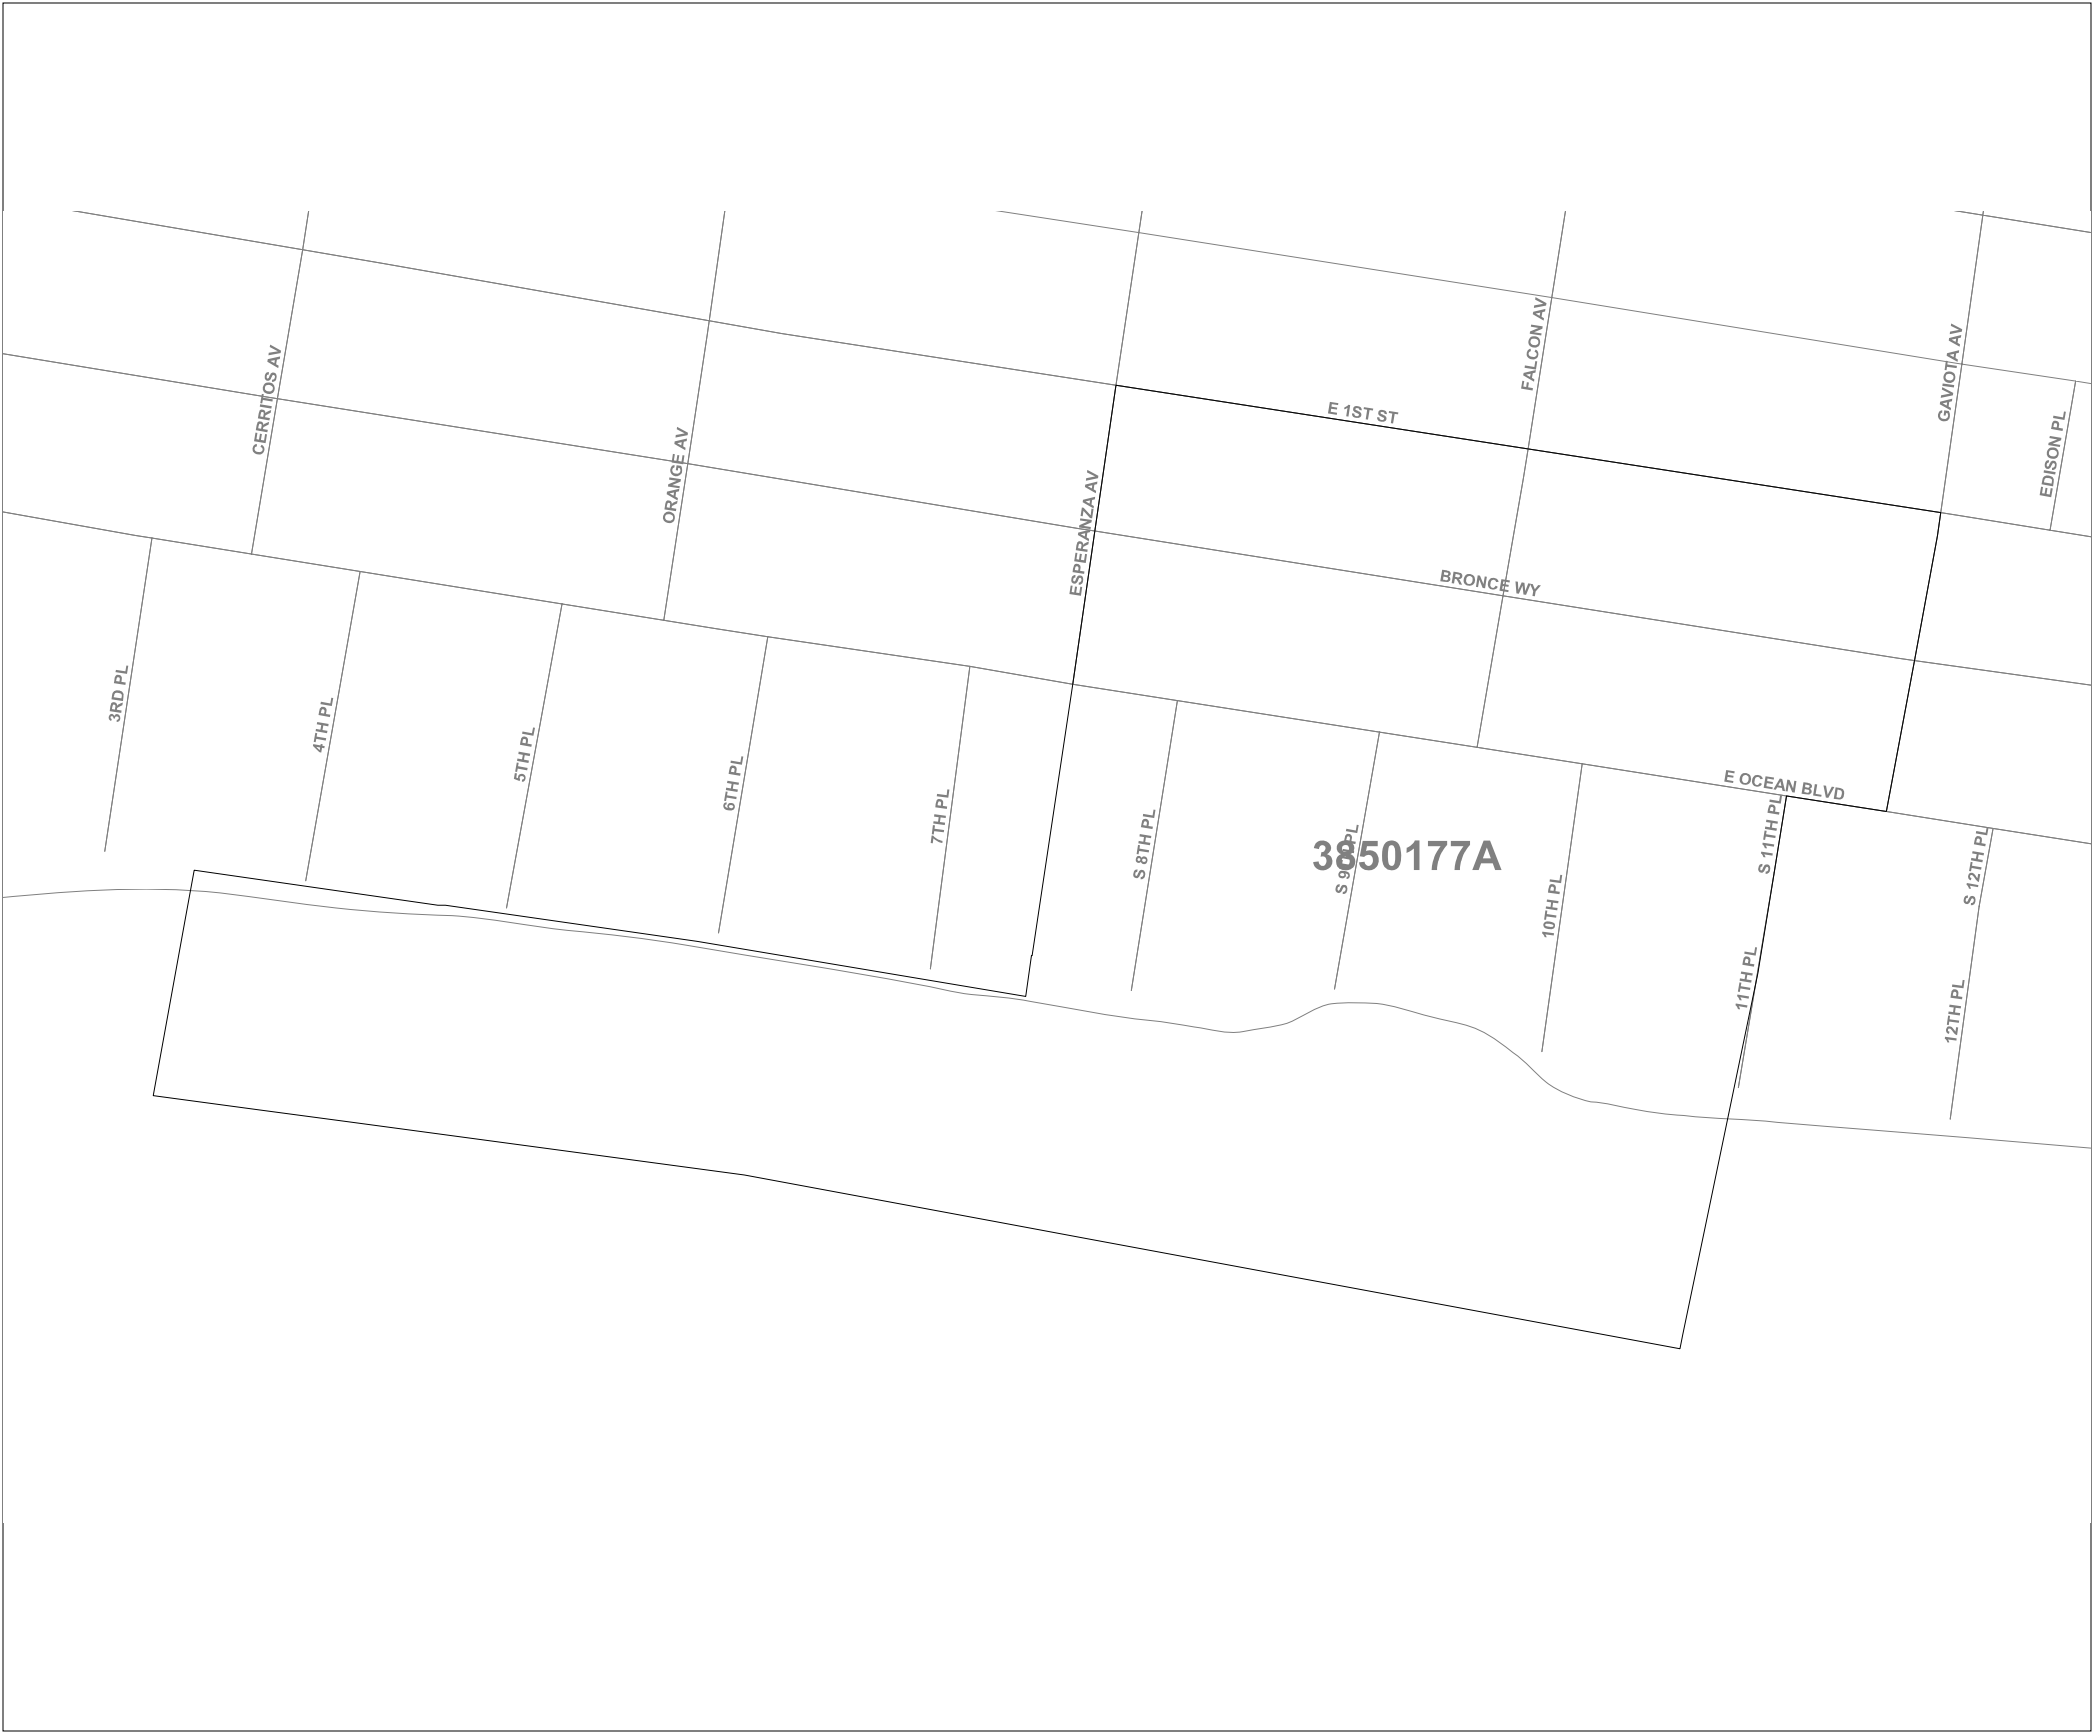 FALCON AV
GAVIOTA AV
CERRITOS AV
E 1ST ST
EDISON PL
ORANGE AV
ESPERANZA AV
BRONCE WY
3RD PL
4TH PL
5TH PL
6TH PL
7TH PL
E OCEAN BLVD
S 8TH PL
S 9TH PL
3850177A
S 11TH PL
S 12TH PL
10TH PL
11TH PL
12TH PL